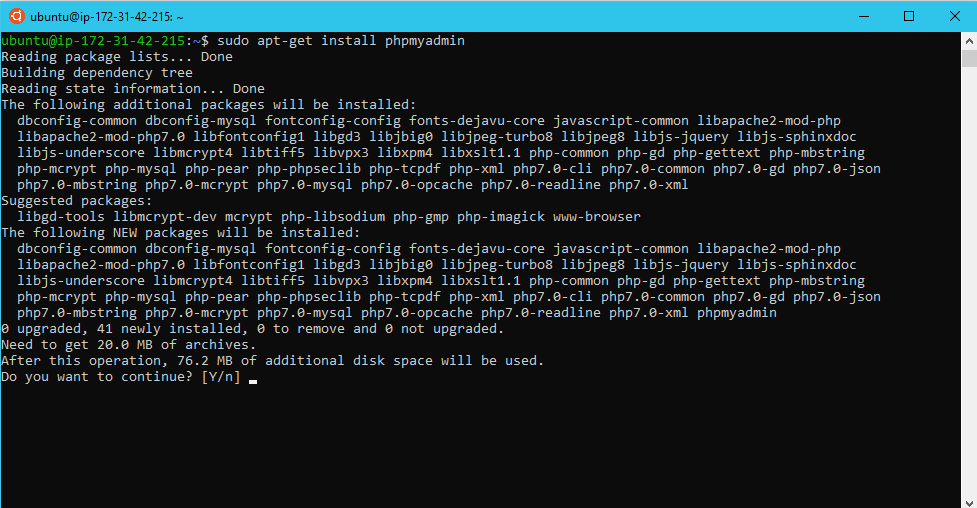 ubuntu@ip-172-31-42-215: ~
ubuntu@ip-172-31-42-215:~$ sudo apt-get install phpmyadmin
Reading package lists... Done
Building dependency tree
Reading state information... Done
The following additional packages will be installed:
  dbconfig-common dbconfig-mysql fontconfig-config fonts-dejavu-core javascript-common libapache2-mod-php
  libapache2-mod-php7.0 libfontconfig1 libgd3 libjbig0 libjpeg-turbo8 libjpeg8 libjs-jquery libjs-sphinxdoc
  libjs-underscore libmcrypt4 libtiff5 libvpx3 libxpm4 libxslt1.1 php-common php-gd php-gettext php-mbstring
  php-mcrypt php-mysql php-pear php-phpseclib php-tcpdf php-xml php7.0-cli php7.0-common php7.0-gd php7.0-json
  php7.0-mbstring php7.0-mcrypt php7.0-mysql php7.0-opcache php7.0-readline php7.0-xml
Suggested packages:
  libgd-tools libmcrypt-dev mcrypt php-libsodium php-gmp php-imagick www-browser
The following NEW packages will be installed:
  dbconfig-common dbconfig-mysql fontconfig-config fonts-dejavu-core javascript-common libapache2-mod-php
  libapache2-mod-php7.0 libfontconfig1 libgd3 libjbig0 libjpeg-turbo8 libjpeg8 libjs-jquery libjs-sphinxdoc
  libjs-underscore libmcrypt4 libtiff5 libvpx3 libxpm4 libxslt1.1 php-common php-gd php-gettext php-mbstring
  php-mcrypt php-mysql php-pear php-phpseclib php-tcpdf php-xml php7.0-cli php7.0-common php7.0-gd php7.0-json
  php7.0-mbstring php7.0-mcrypt php7.0-mysql php7.0-opcache php7.0-readline php7.0-xml phpmyadmin
0 upgraded, 41 newly installed, 0 to remove and 0 not upgraded.
Need to get 20.0 MB of archives.
After this operation, 76.2 MB of additional disk space will be used.
Do you want to continue? [Y/n]